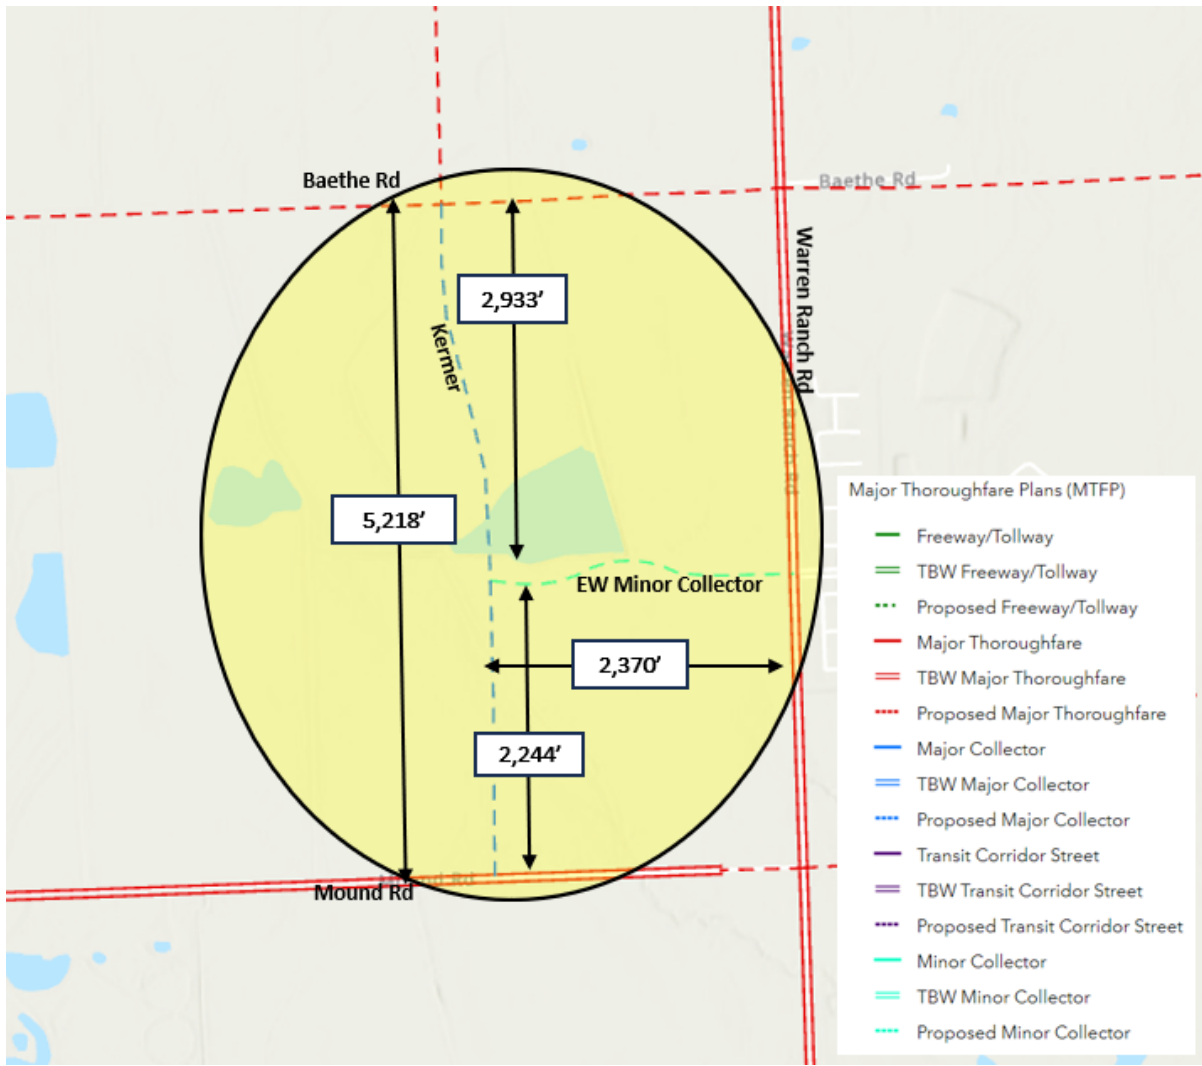 Baethe Rd
Baethe Rd
2,933’
Warren Ranch Rd
Kermer
5,218’
EW Minor Collector
2,370’
2,244’
Mound Rd
Major Thoroughfare Plans (MTFP)
Freeway/Tollway
TBW Freeway/Tollway
Proposed Freeway/Tollway
Major Thoroughfare
TBW Major Thoroughfare
Proposed Major Thoroughfare
Major Collector
TBW Major Collector
Proposed Major Collector
Transit Corridor Street
TBW Transit Corridor Street
Proposed Transit Corridor Street
Minor Collector
TBW Minor Collector
Proposed Minor Collector